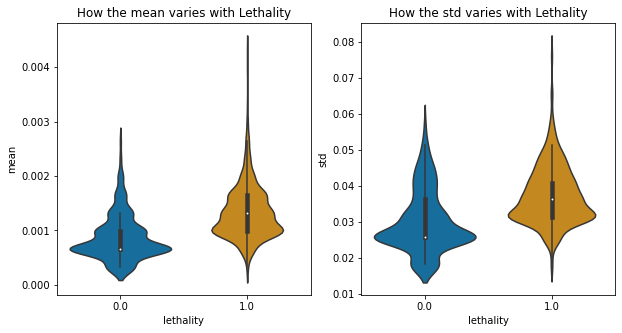 How the mean varies with Lethality
mean
0.004
0.003
0.002
0.001
0.000
0.0
1.0
lethality
How the std varies with Lethality
std
0.08
0.07
0.06
0.05
0.04
0.03
0.02
0.01
0.0
1.0
lethality